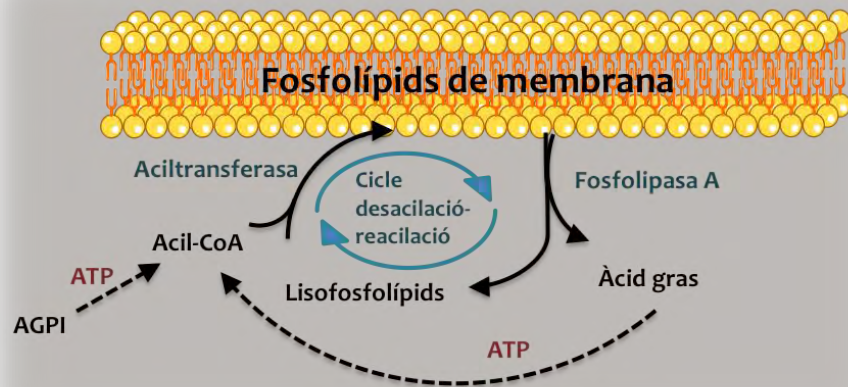 Fosfolípids de membrana
Aciltransferasa
Cicle
desacilació-
reacilació
Fosfolipasa A
Acil-CoA
ATP
Lisofosfolípids
Àcid gras
AGPI
ATP